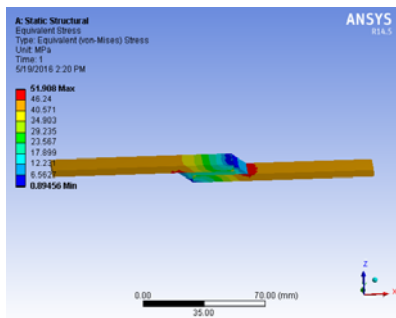 A: Static Structural
Equivalent Stress
Type: Equivalent (von-Mises) Stress
Unit: MPa
Time: 1
5/19/2016 2:20 PM
51.908 Max
46.24
40.571
34.903
29.235
23.567
17.899
12.231
6.5627
0.89456 Min
ANSYS
R14.5
0.00
70.00 (mm)
35.00
Z
X